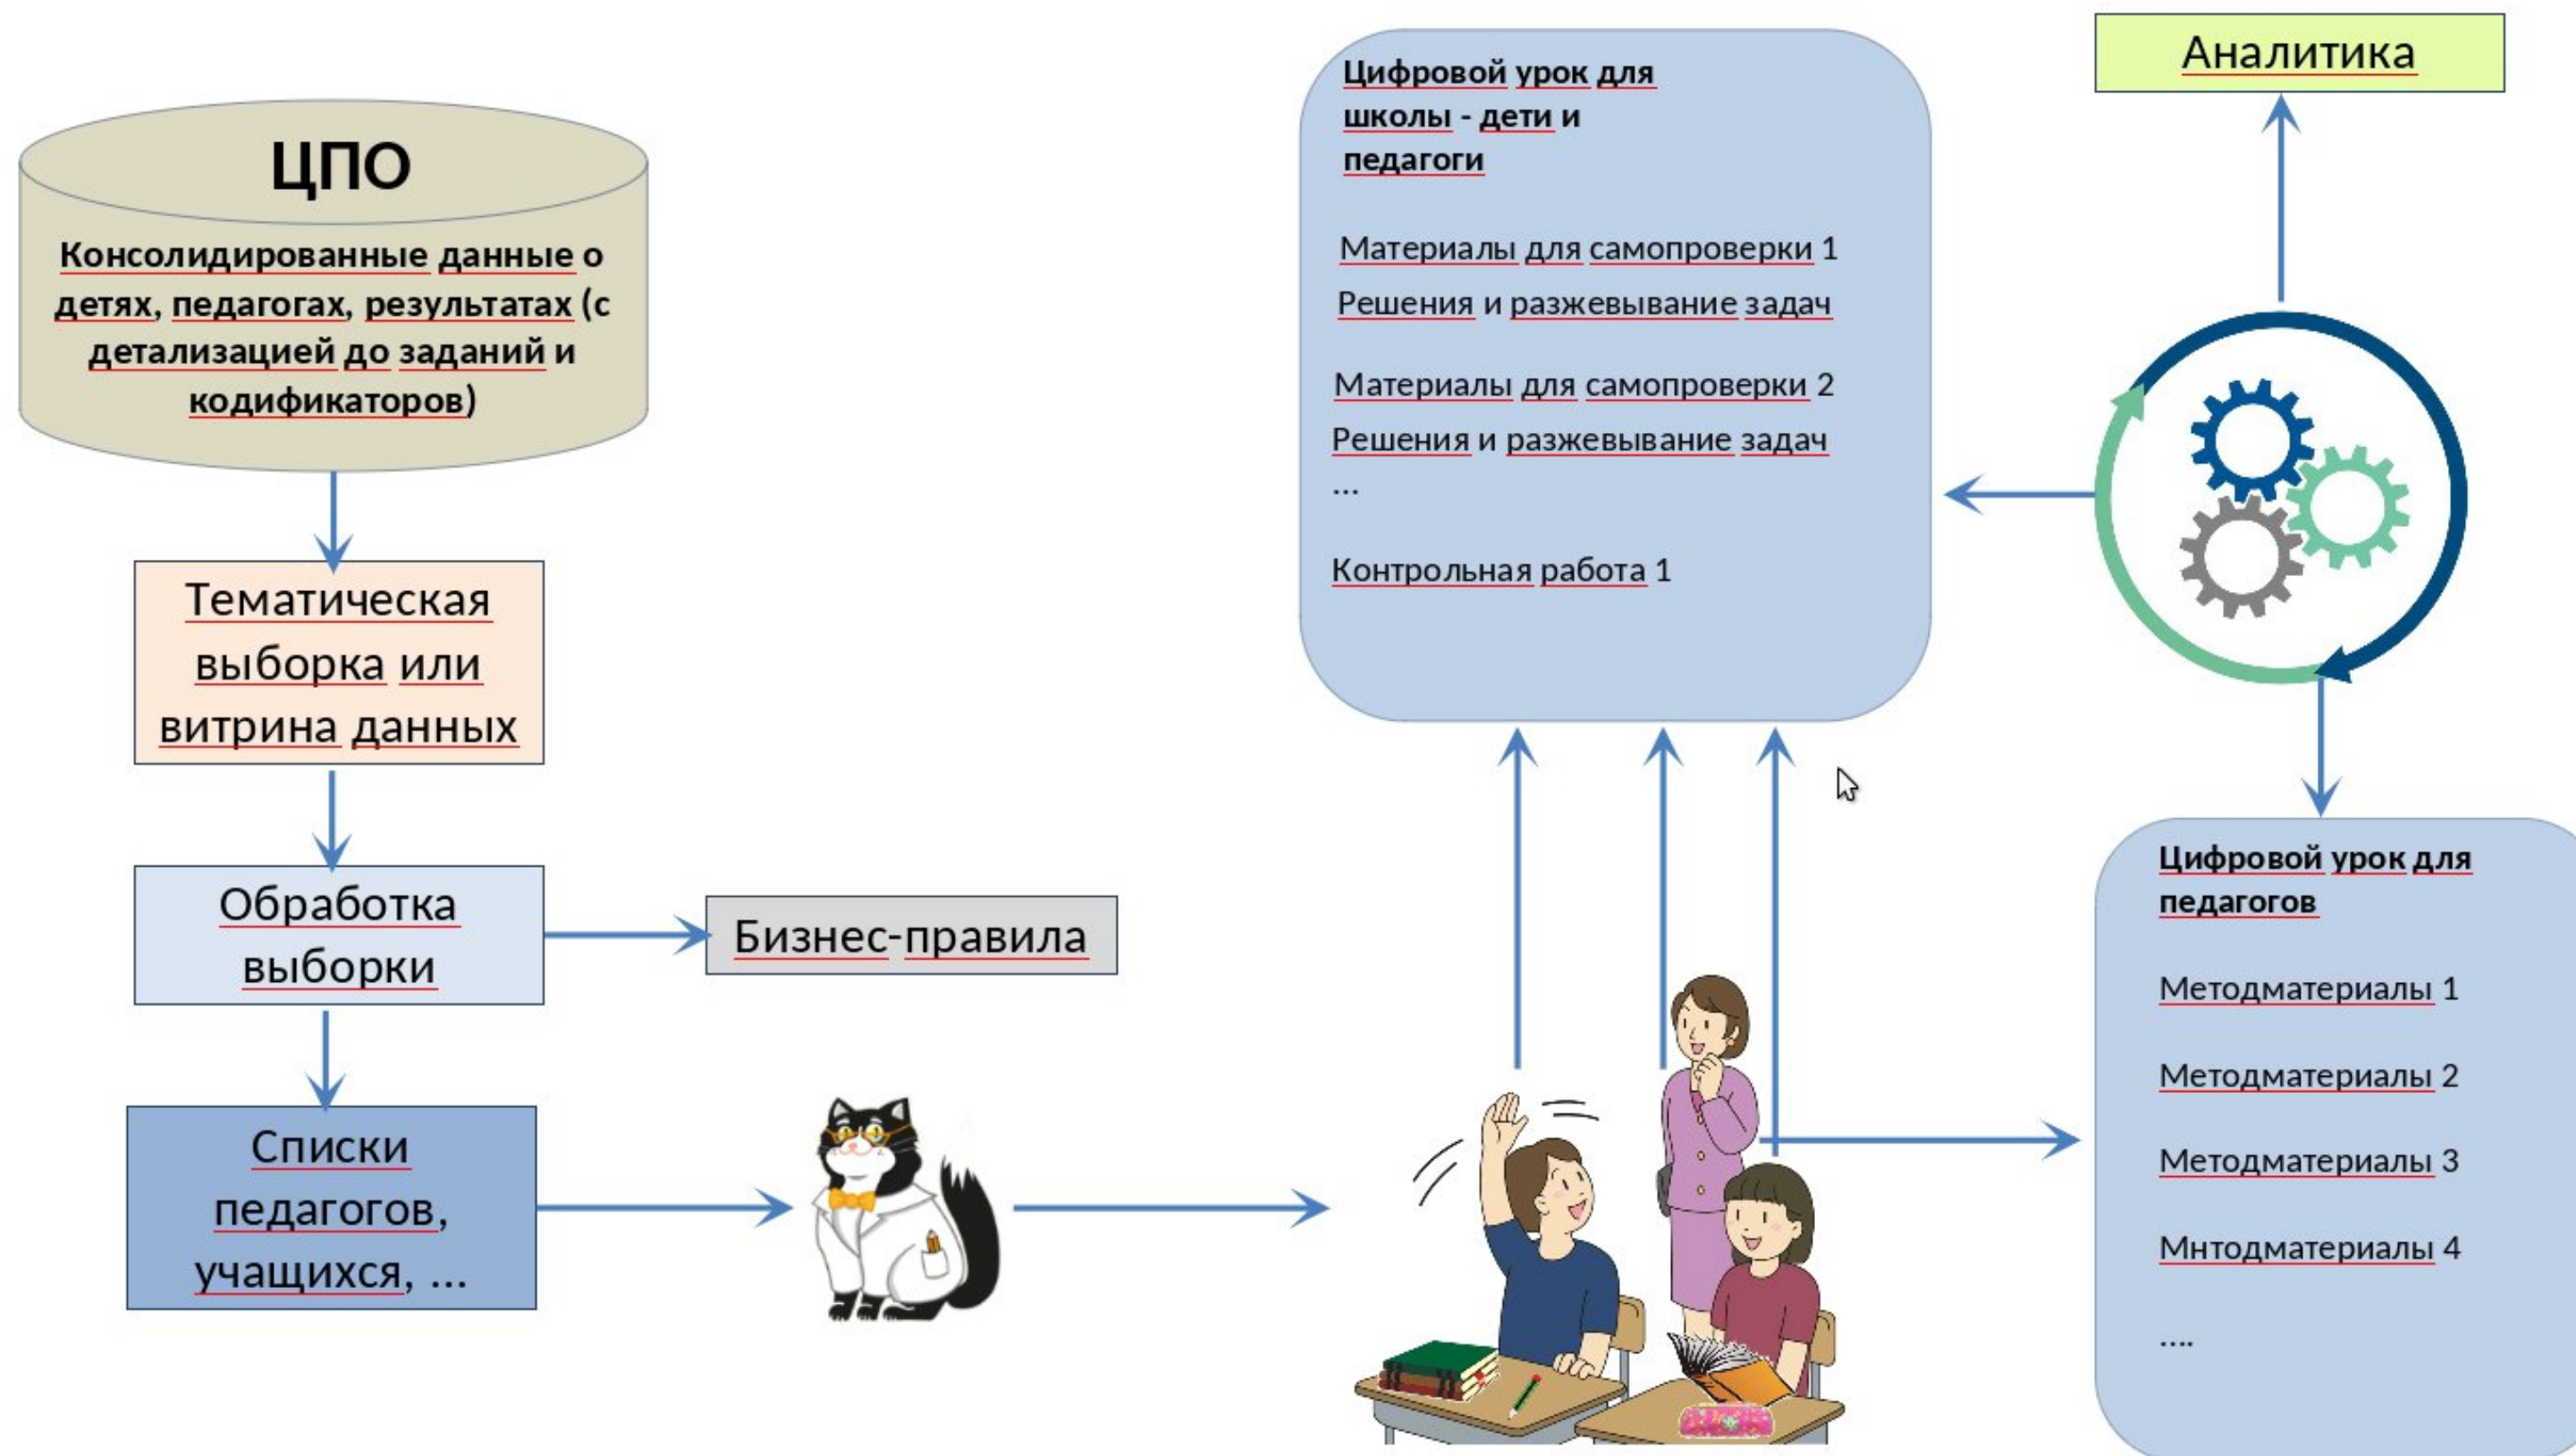 ЦПО
Консолидированные данные о
детях, педагогах, результатах (с
детализацией до заданий и
кодификаторов)
Тематическая
выборка или
витрина данных
Обработка
выборки
Бизнес-правила
Списки
педагогов,
учащихся, ...
Цифровой урок для
школы - дети и
педагоги
Материалы для самопроверки 1
Решения и разжевывание задач
Материалы для самопроверки 2
Решения и разжевывание задач
...
Контрольная работа 1
Аналитика
Цифровой урок для
педагогов
Методматериалы 1
Методматериалы 2
Методматериалы 3
Мнтодматериалы 4
....